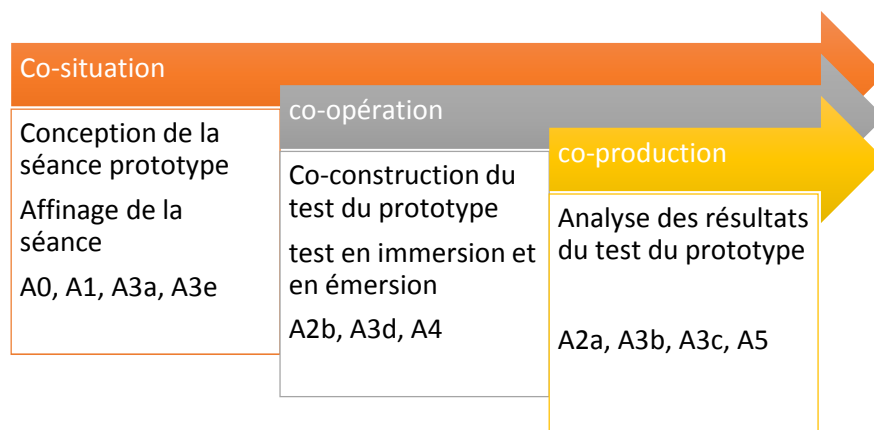 Co-situation
Conception de la
séance prototype
Affinage de la
séance
A0, A1, A3a, A3e
co-opération
Co-construction du
test du prototype
test en immersion et
en émersion
A2b, A3d, A4
co-production
Analyse des résultats
du test du prototype
A2a, A3b, A3c, A5